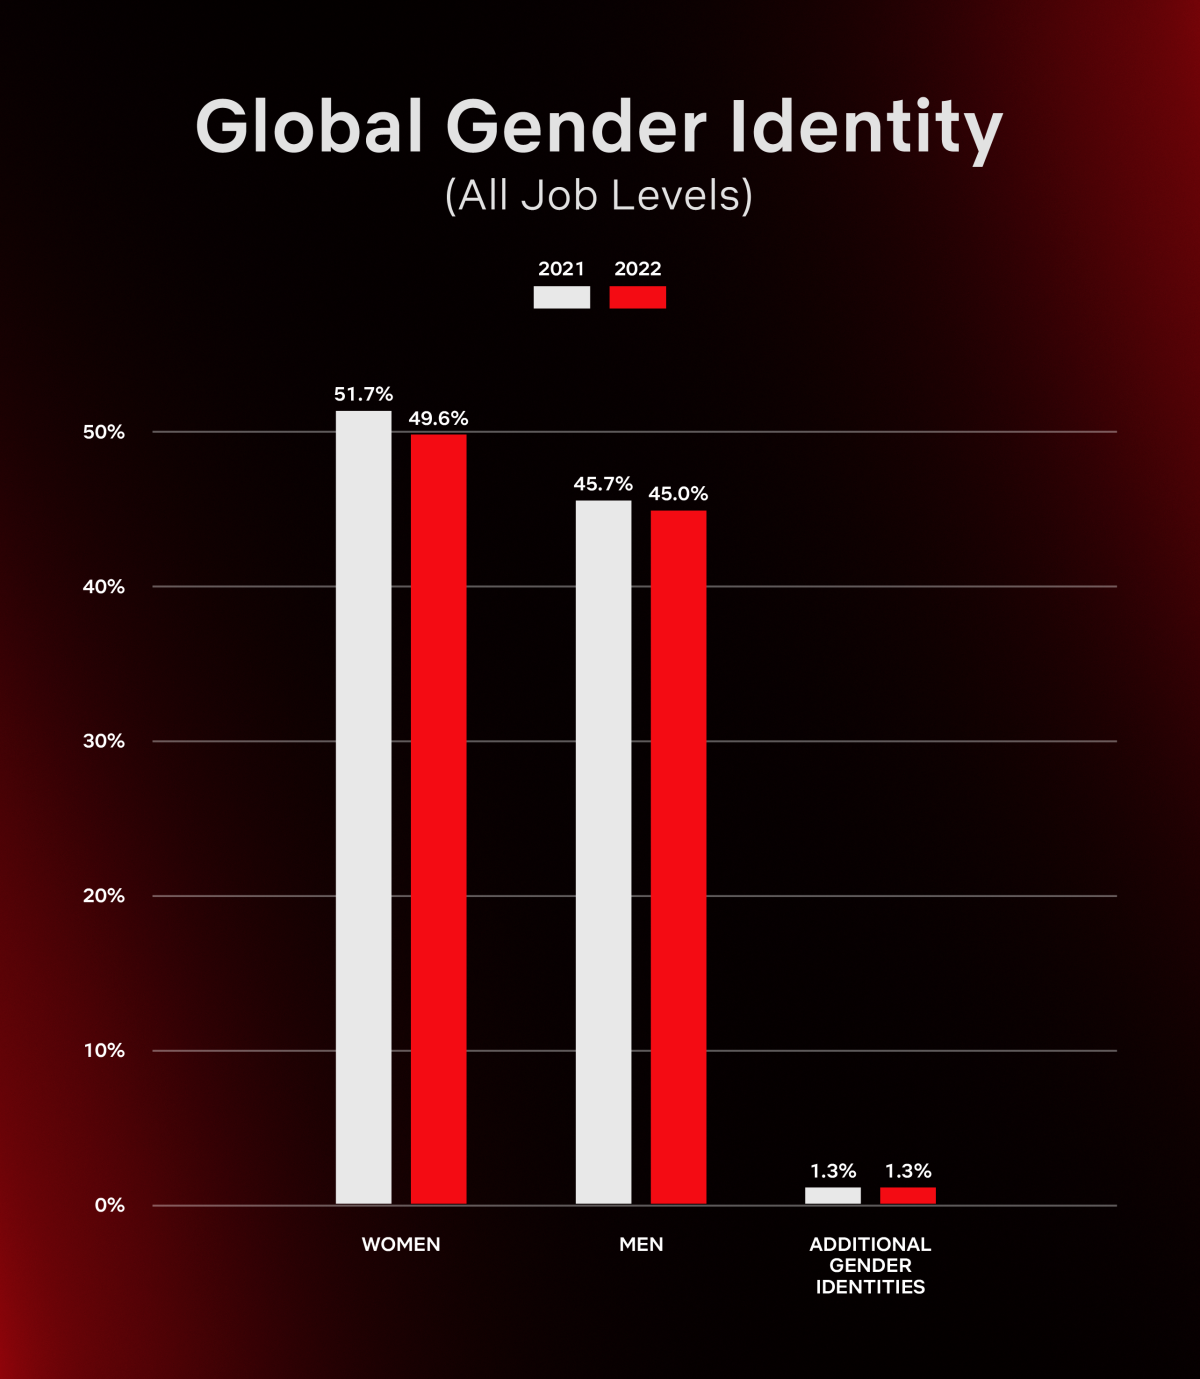 Global Gender Identity
(All Job Levels)
2021 2022
51.7%
49.6%
50%
45.7%
45.0%
40%
30%
20%
10%
1.3% 1.3%
0%
WOMEN MEN ADDITIONAL
GENDER
IDENTITIES